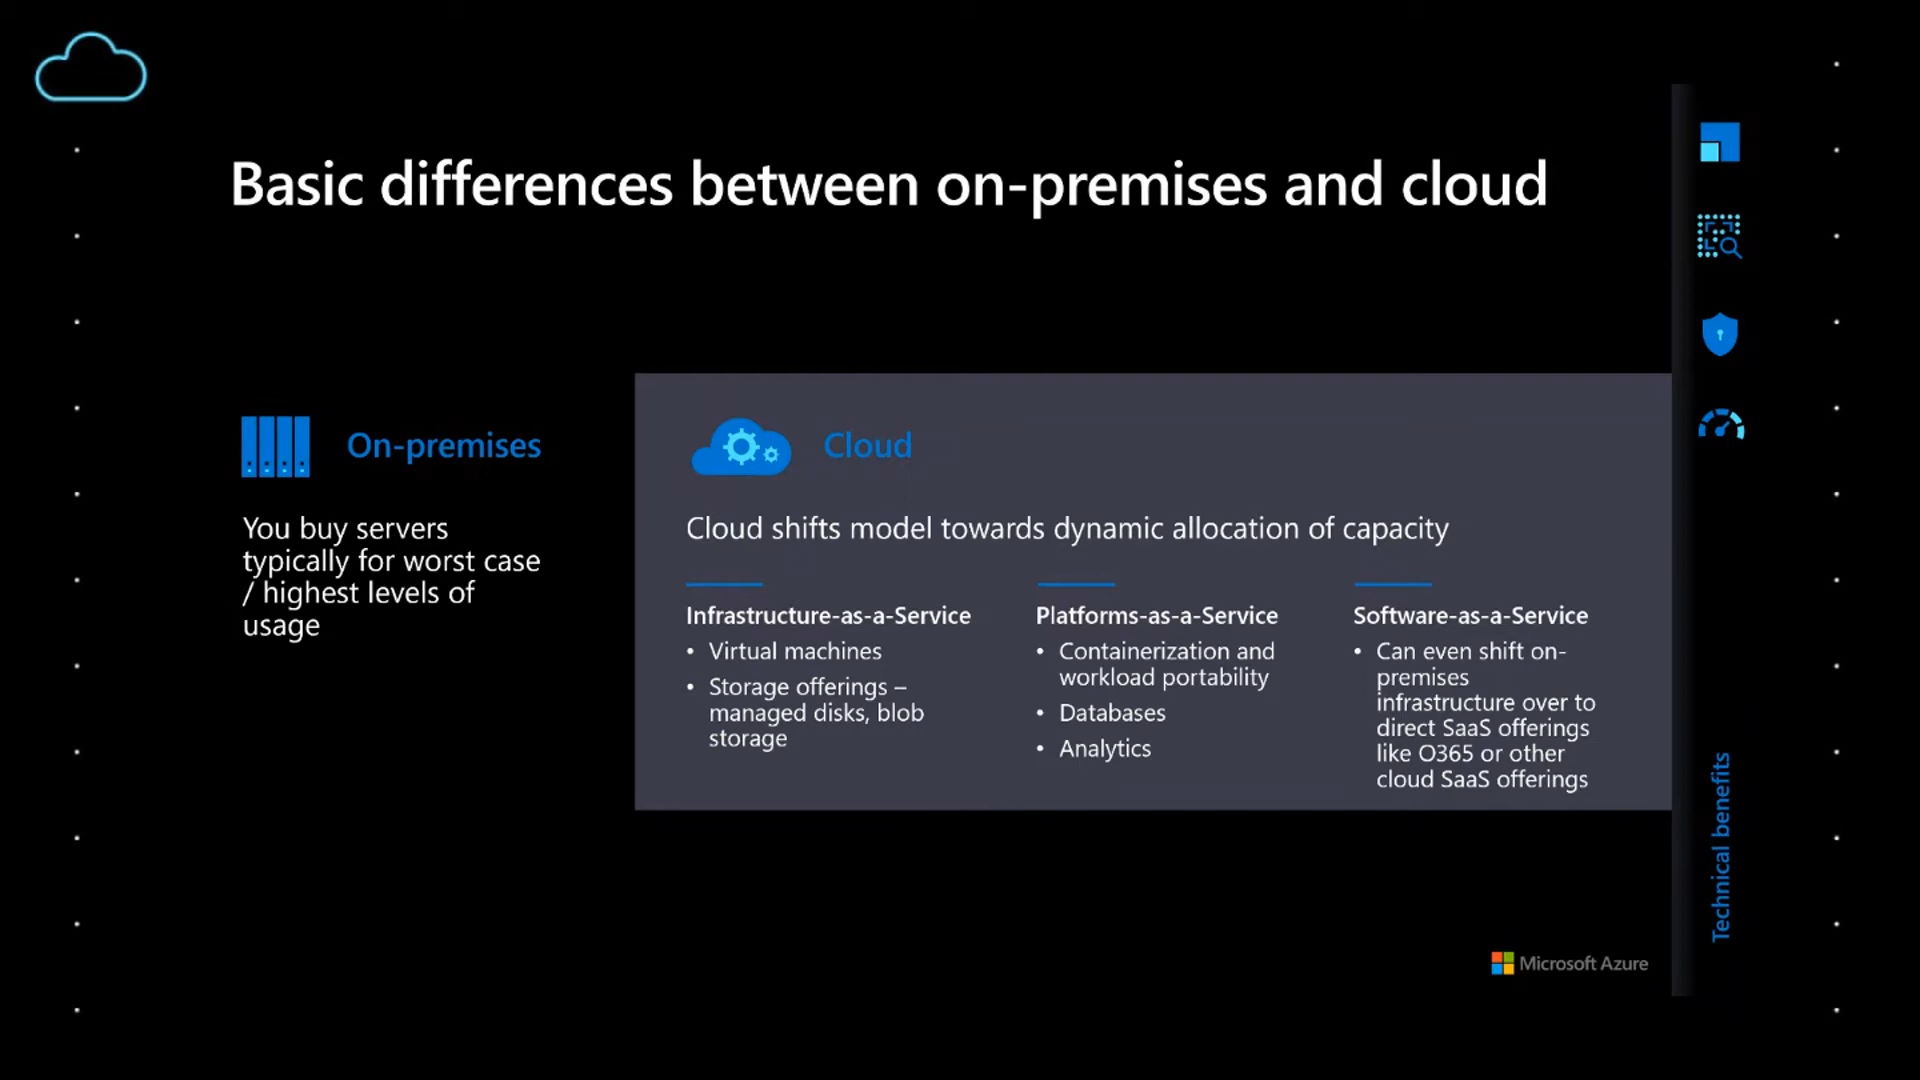 Basic differences between on-premises and cloud
On-premises
You buy servers
typically for worst case
/ highest levels of
usage
Cloud
Cloud shifts model towards dynamic allocation of capacity
Infrastructure-as-a-Service
• Virtual machines
• Storage offerings –
managed disks, blob
storage
Platforms-as-a-Service
• Containerization and
workload portability
• Databases
• Analytics
Software-as-a-Service
• Can even shift on-
premises
infrastructure over to
direct SaaS offerings
like O365 or other
cloud SaaS offerings
Technical benefits
Microsoft Azure